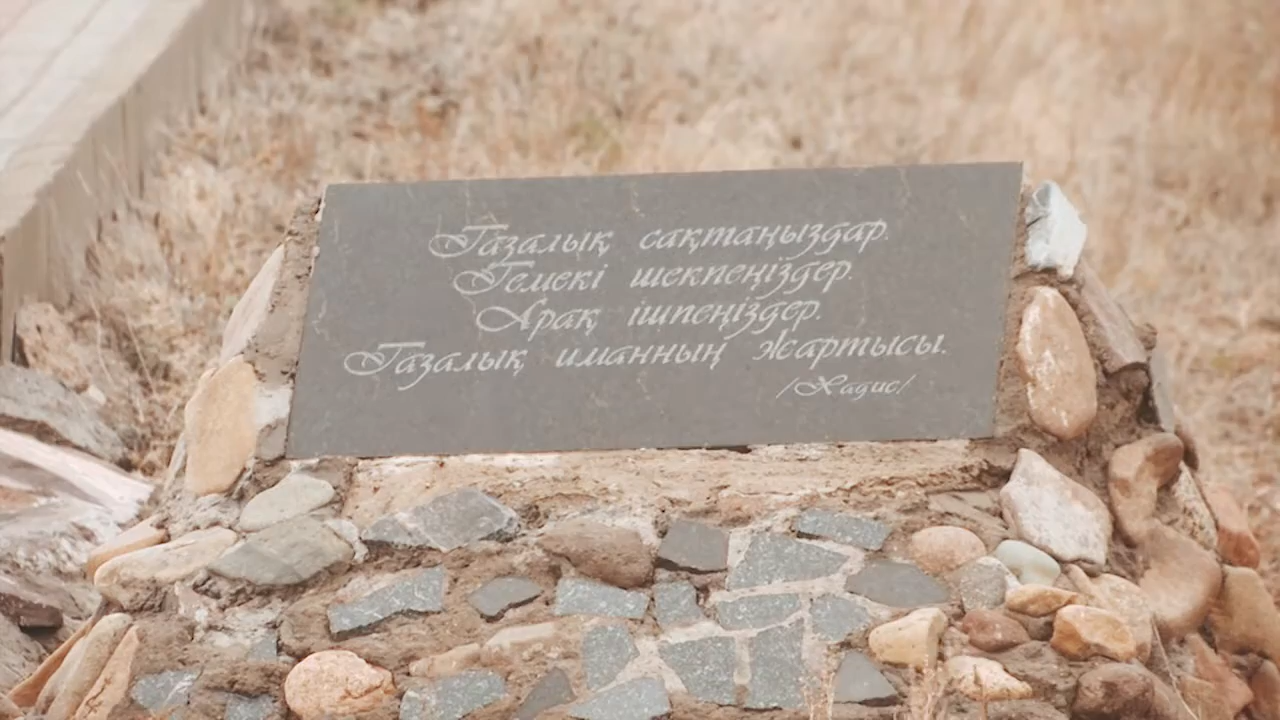 Тазалық сақтаңыздар.
Темекі шекпеңіздер.
Арақ ішпеңіздер.
Тазалық иманның жартысы.
/Хадис/